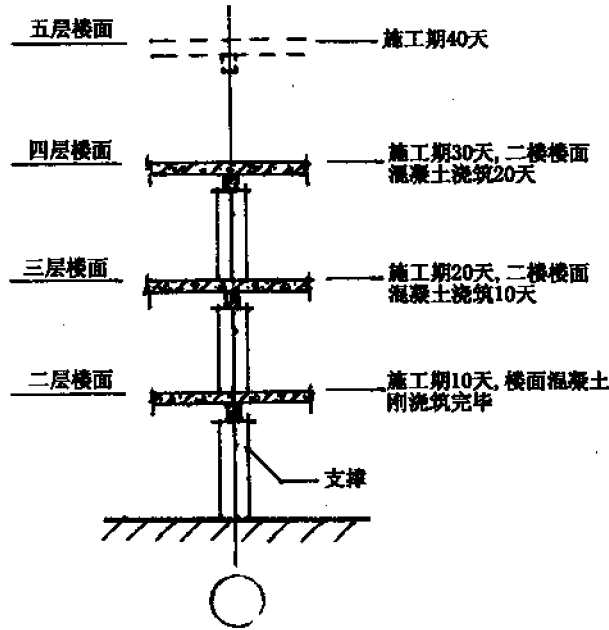 五层楼面
施工期40天
四层楼面
施工期30天, 二楼楼面
混凝土浇筑20天
三层楼面
施工期20天, 二楼楼面
混凝土浇筑10天
二层楼面
施工期10天, 楼面混凝土
刚浇筑完毕
支撑